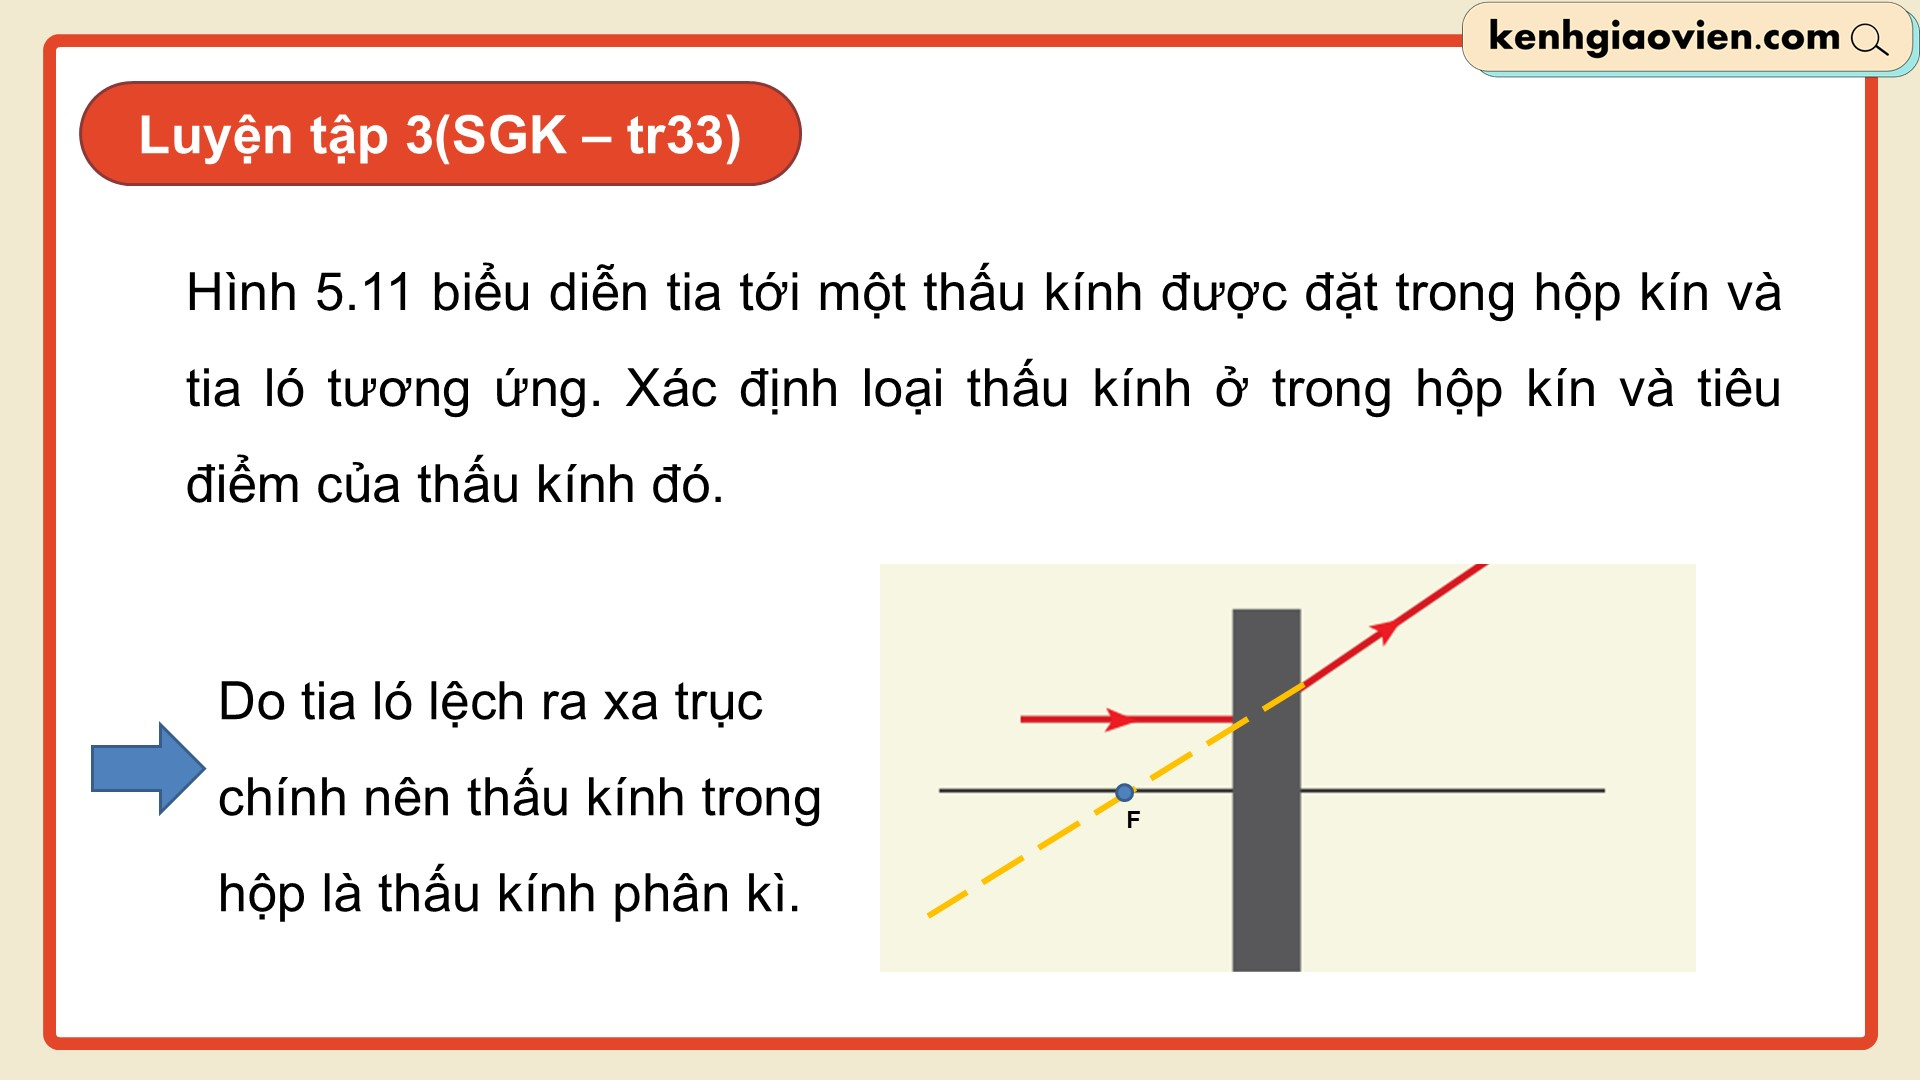 kenhgiaovien.com
Luyện tập 3(SGK – tr33)
Hình 5.11 biểu diễn tia tới một thấu kính được đặt trong hộp kín và
tia ló tương ứng. Xác định loại thấu kính ở trong hộp kín và tiêu
điểm của thấu kính đó.
Do tia ló lệch ra xa trục
chính nên thấu kính trong
hộp là thấu kính phân kì.
F